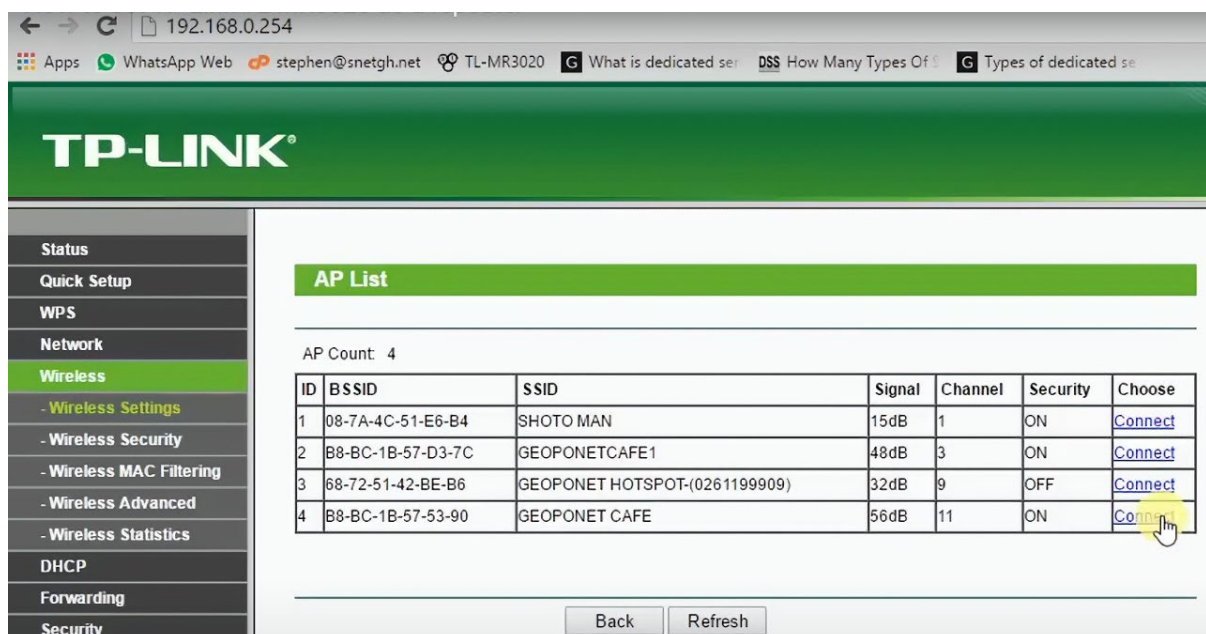 192.168.0.254
Apps WhatsApp Web stephen@snetgh.net TL-MR3020 What is dedicated ser DSS How Many Types Of S Types of dedicated se
TP-LINK®
Status
Quick Setup
WPS
Network
Wireless
- Wireless Settings
- Wireless Security
- Wireless MAC Filtering
- Wireless Advanced
- Wireless Statistics
DHCP
Forwarding
Security
AP List
AP Count: 4
ID BSSID SSID Signal Channel Security Choose
1 08-7A-4C-51-E6-B4 SHOTO MAN 15dB 1 ON Connect
2 B8-BC-1B-57-D3-7C GEOPONETCAFE1 48dB 3 ON Connect
3 68-72-51-42-BE-B6 GEOPONET HOTSPOT-(0261199909) 32dB 9 OFF Connect
4 B8-BC-1B-57-53-90 GEOPONET CAFE 56dB 11 ON Connect
Back Refresh